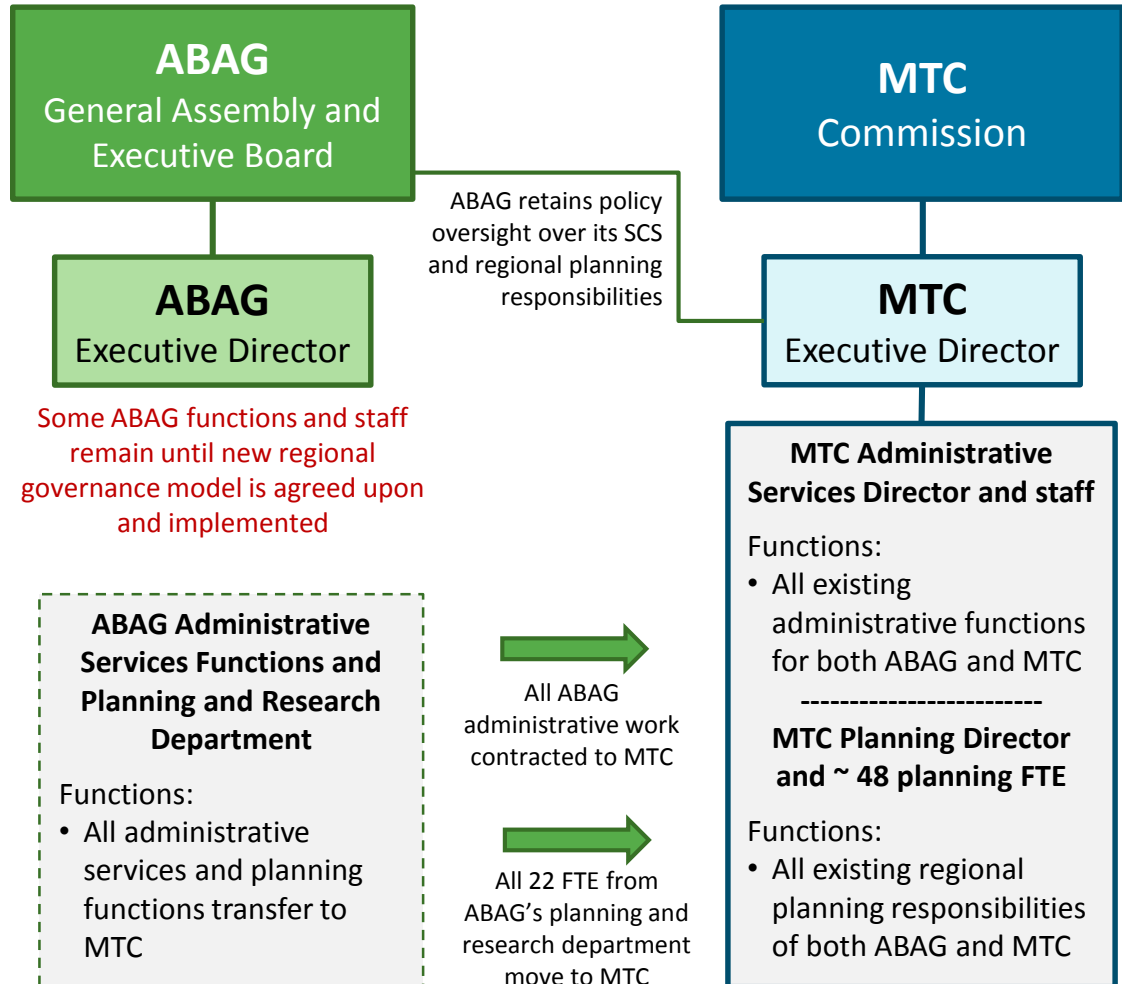 ABAG
General Assembly and
Executive Board
MTC
Commission
ABAG retains policy
oversight over its SCS
and regional planning
responsibilities
ABAG
Executive Director
MTC
Executive Director
Some ABAG functions and staff
remain until new regional
governance model is agreed upon
and implemented
ABAG Administrative
Services Functions and
Planning and Research
Department
Functions:
• All administrative
services and planning
functions transfer to
MTC
All ABAG
administrative work
contracted to MTC
All 22 FTE from
ABAG’s planning and
research department
move to MTC
MTC Administrative
Services Director and staff
Functions:
• All existing
administrative functions
for both ABAG and MTC
-------------------------
MTC Planning Director
and ~ 48 planning FTE
Functions:
• All existing regional
planning responsibilities
of both ABAG and MTC